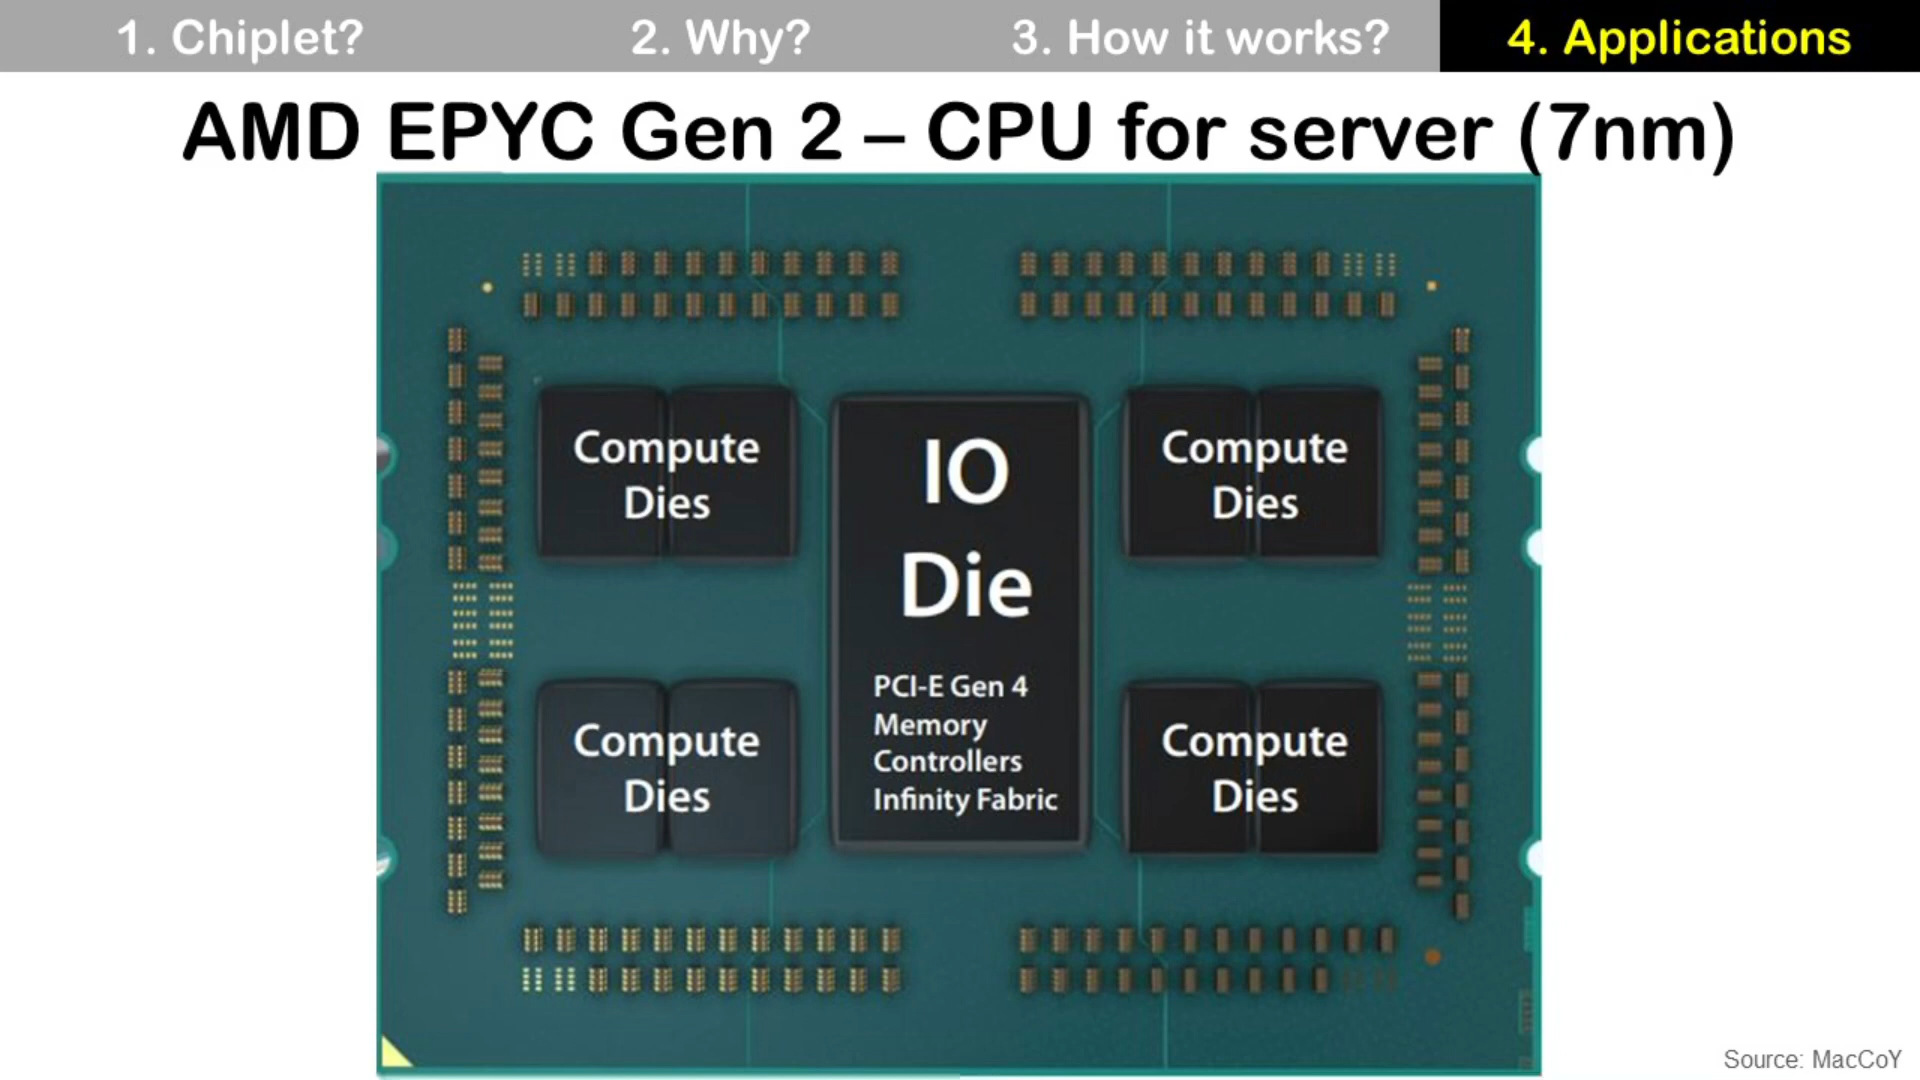 1. Chiplet?
2. Why?
3. How it works?
4. Applications
AMD EPYC Gen 2 – CPU for server (7nm)
Compute
Dies
IO
Die
PCI-E Gen 4
Memory
Controllers
Infinity Fabric
Compute
Dies
Compute
Dies
Compute
Dies
Source: MacCoY